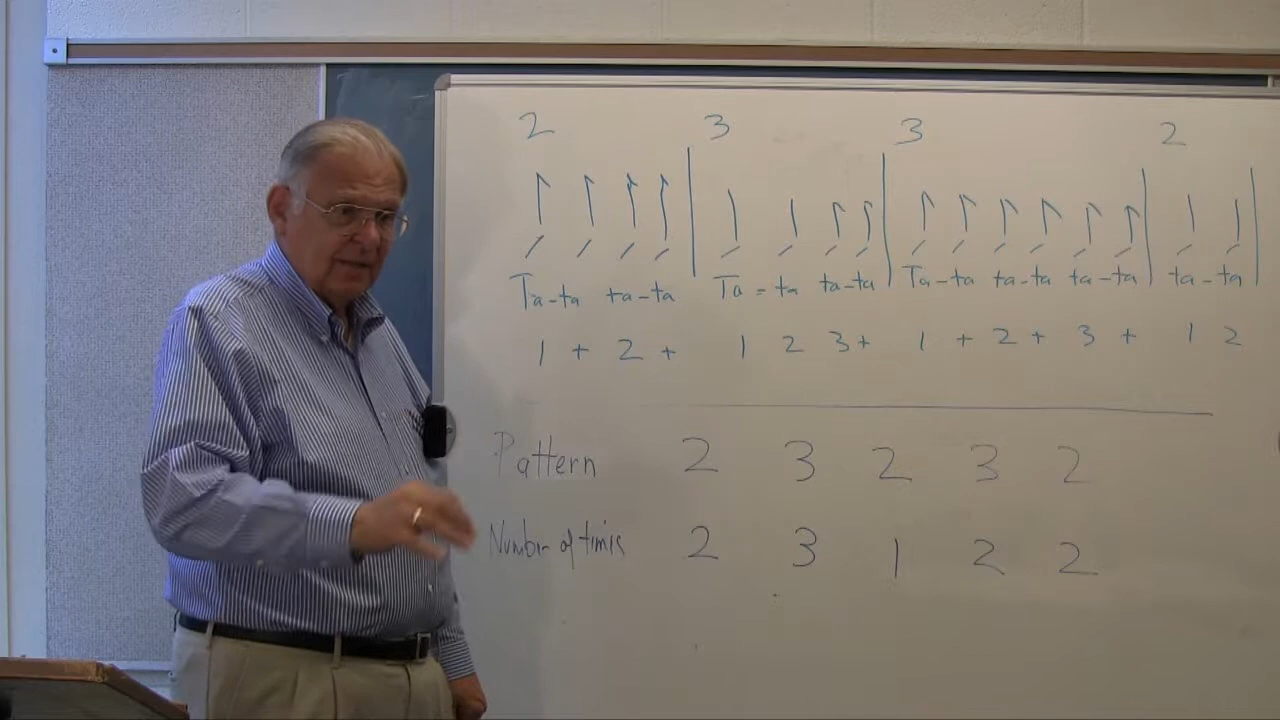 2 3 3 2
Ta-ta ta-ta Ta-ta ta-ta Ta-ta ta-ta ta-ta ta-ta
1 + 2 + 1 2 3+ 1 + 2 + 3 + 1 2
Pattern 2 3 2 3 2
Number of times 2 3 1 2 2